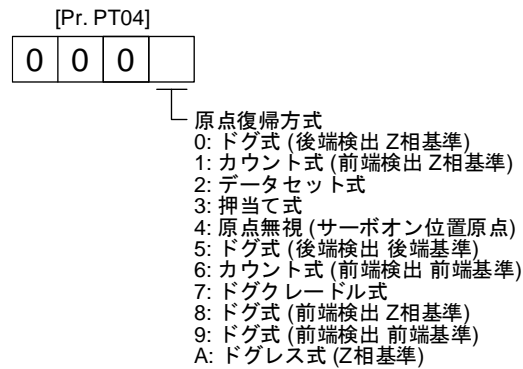 [Pr. PT04]
0 0 0
原点復帰方式
0: ドグ式 (後端検出 Z相基準)
1: カウント式 (前端検出 Z相基準)
2: データセット式
3: 押当て式
4: 原点無視 (サーボオン位置原点)
5: ドグ式 (後端検出 後端基準)
6: カウント式 (前端検出 前端基準)
7: ドグクレードル式
8: ドグ式 (前端検出 Z相基準)
9: ドグ式 (前端検出 前端基準)
A: ドグレス式 (Z相基準)